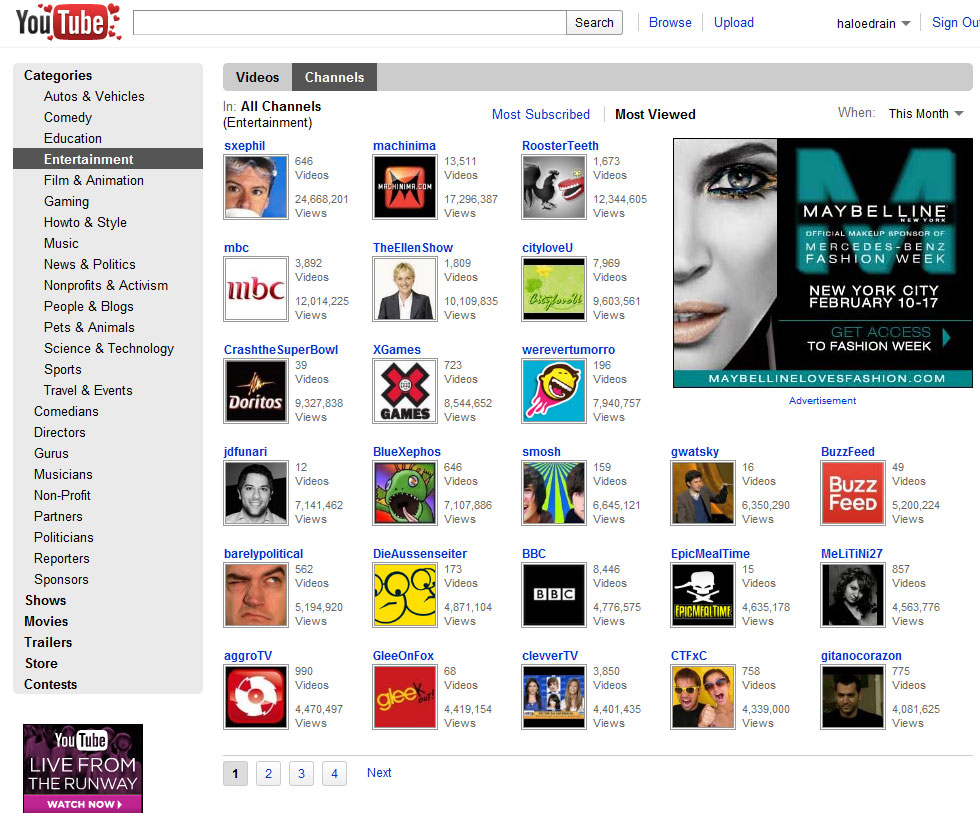 YouTube
Search
Browse
Upload
haloedrain
Sign Ou
Categories
Autos & Vehicles
Comedy
Education
Entertainment
Film & Animation
Gaming
Howto & Style
Music
News & Politics
Nonprofits & Activism
People & Blogs
Pets & Animals
Science & Technology
Sports
Travel & Events
Comedians
Directors
Gurus
Musicians
Non-Profit
Partners
Politicians
Reporters
Sponsors
Shows
Movies
Trailers
Store
Contests
YouTube
LIVE FROM
THE RUNWAY
WATCH NOW
Videos
Channels
In: All Channels
(Entertainment)
Most Subscribed
Most Viewed
When: This Month
sxephil
646
Videos
24,668,201
Views
machinima
MACHINIMA.COM
13,511
Videos
17,296,387
Views
RoosterTeeth
1,673
Videos
12,344,605
Views
mbc
mbc
3,892
Videos
12,014,225
Views
TheEllenShow
1,809
Videos
10,109,835
Views
cityloveU
CityloveU
7,969
Videos
9,603,561
Views
CrashtheSuperBowl
Doritos
39
Videos
9,327,838
Views
XGames
X
GAMES
723
Videos
8,544,652
Views
werevertumorro
196
Videos
7,940,757
Views
M
MAYBELLINE
NEW YORK
OFFICIAL MAKEUP SPONSOR OF
MERCEDES-BENZ
FASHION WEEK
NEW YORK CITY
FEBRUARY 10-17
GET ACCESS
TO FASHION WEEK
MAYBELLINELOVESFASHION.COM
Advertisement
jdfunari
12
Videos
7,141,462
Views
BlueXephos
646
Videos
7,107,886
Views
smosh
159
Videos
6,645,121
Views
gwatsky
16
Videos
6,350,290
Views
BuzzFeed
BUZZ
FEED
49
Videos
5,200,224
Views
barelypolitical
562
Videos
5,194,920
Views
DieAussenseiter
173
Videos
4,871,104
Views
BBC
BBC
8,446
Videos
4,776,575
Views
EpicMealTime
EPICMEALTIME
15
Videos
4,635,178
Views
MeLiTiNi27
857
Videos
4,563,776
Views
aggroTV
990
Videos
4,470,497
Views
GleeOnFox
glee
68
Videos
4,419,154
Views
clevverTV
3,850
Videos
4,401,435
Views
CTFxC
758
Videos
4,339,000
Views
gitanocorazon
775
Videos
4,081,625
Views
1
2
3
4
Next